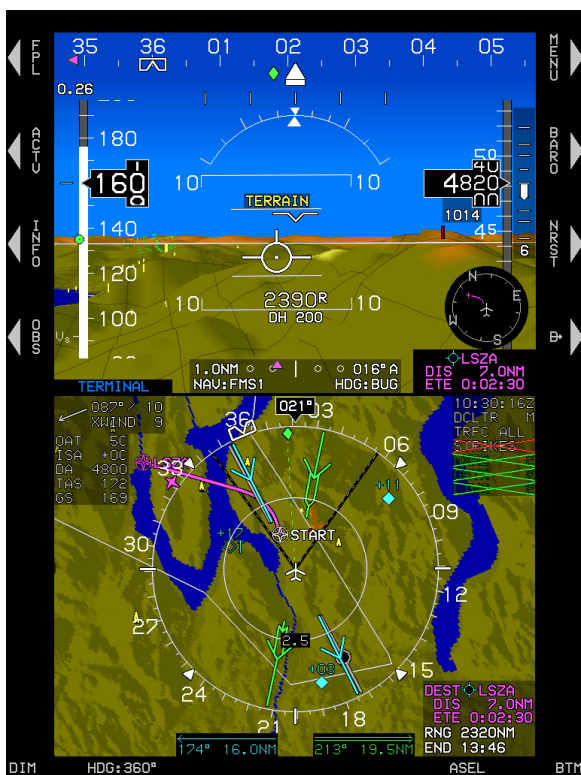 FPL
MENU
35 36 01 02 04 05
0.26
180
160
140
120
100
Vs
ACTV
BARO
INFO
NRST
OBS
10 10
TERRAIN
4820
1014
45
6
N
E
S
W
2390R
DH 200
10 10
1.0NM 016°A
NAV:FMS1 HDG:BUG
LSZA
DIS 7.0NM
ETE 0:02:30
TERMINAL
087° / 10
XWIND 9
OAT 5C
ISA +0C
DA 4800
TAS 172
GS 169
021°
36
03
06
09
12
15
18
21
24
27
30
33
10:30:16Z
DCLTR M
TRFC ALL
STRIKES
+11
START
+17
2.5
+03
DEST LSZA
DIS 7.0NM
ETE 0:02:30
RNG 2320NM
END 13:46
174° 16.0NM
213° 19.5NM
DIM HDG:360° ASEL BTM